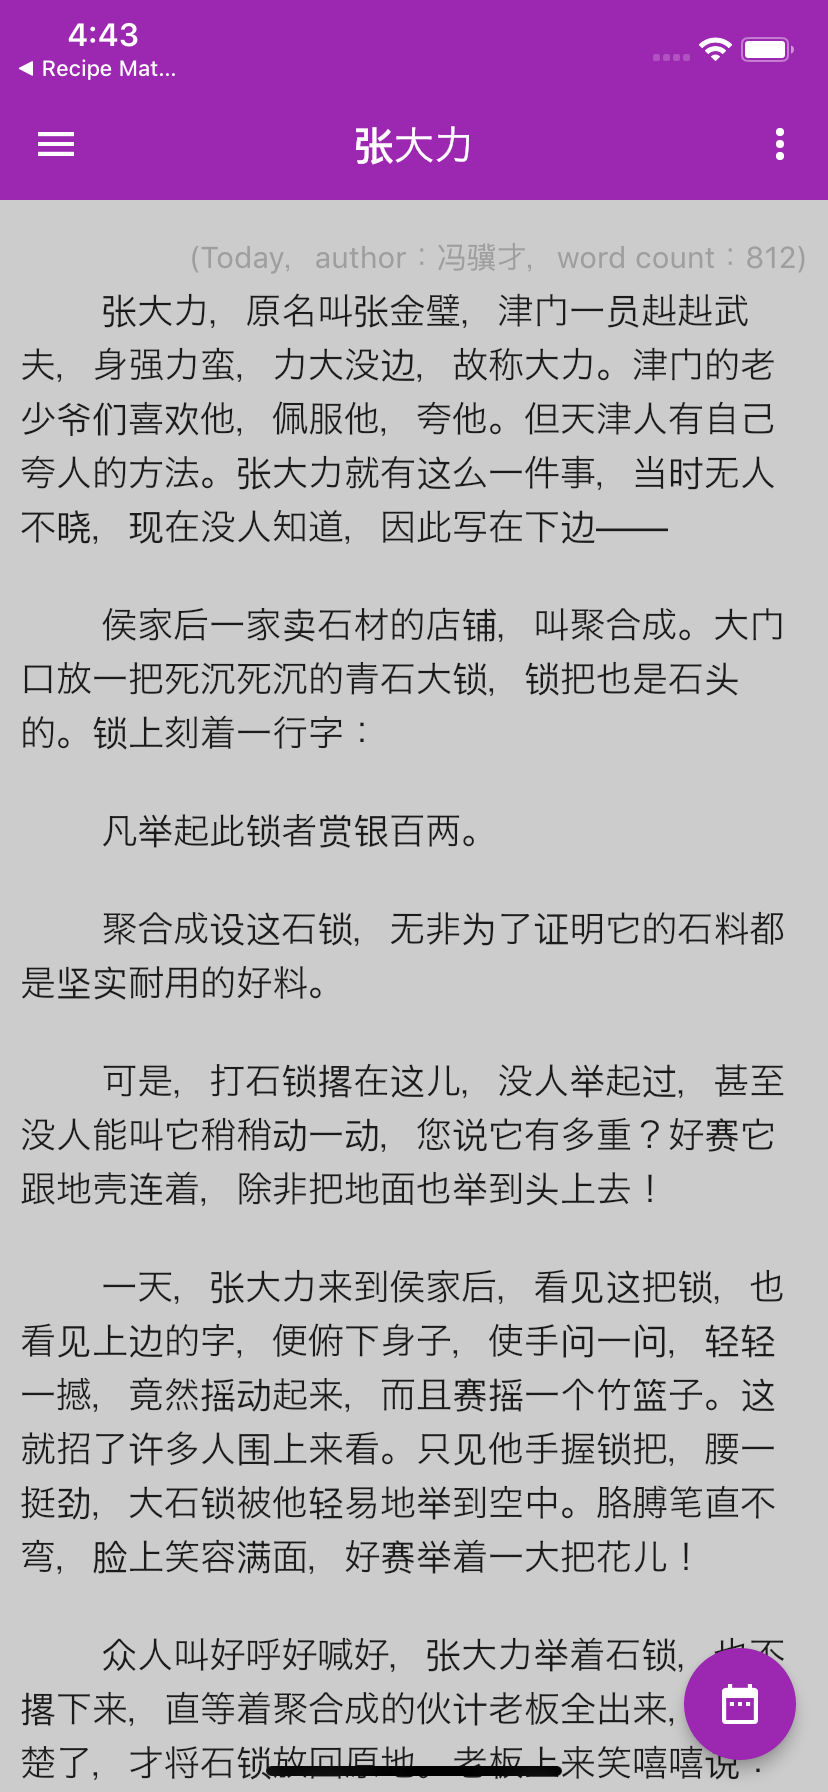 4:43
◀ Recipe Mat...
张大力
(Today, author：冯骥才, word count：812)
张大力，原名叫张金璧，津门一员赳赳武
夫，身强力蛮，力大没边，故称大力。津门的老
少爷们喜欢他，佩服他，夸他。但天津人有自己
夸人的方法。张大力就有这么一件事，当时无人
不晓，现在没人知道，因此写在下边——
侯家后一家卖石材的店铺，叫聚合成。大门
口放一把死沉死沉的青石大锁，锁把也是石头
的。锁上刻着一行字：
凡举起此锁者赏银百两。
聚合成设这石锁，无非为了证明它的石料都
是坚实耐用的好料。
可是，打石锁撂在这儿，没人举起过，甚至
没人能叫它稍稍动一动，您说它有多重？好赛它
跟地壳连着，除非把地面也举到头上去！
一天，张大力来到侯家后，看见这把锁，也
看见上边的字，便俯下身子，使手问一问，轻轻
一撼，竟然摇动起来，而且赛摇一个竹篮子。这
就招了许多人围上来看。只见他手握锁把，腰一
挺劲，大石锁被他轻易地举到空中。胳膊笔直不
弯，脸上笑容满面，好赛举着一大把花儿！
众人叫好呼好喊好，张大力举着石锁，也不
撂下来，直等着聚合成的伙计老板全出来，
楚了，才将石锁放回原地。老板上来笑嘻嘻说：